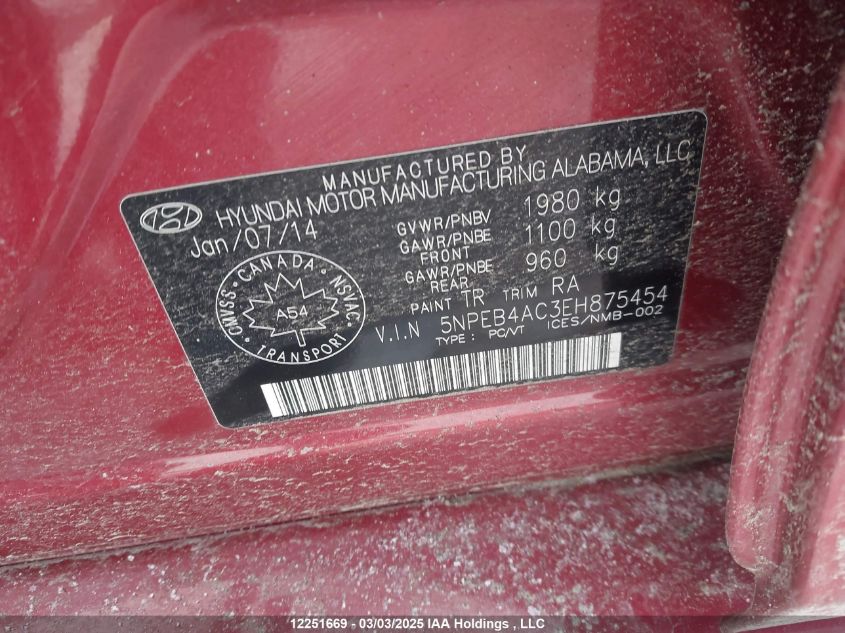 MANUFACTURED BY
HYUNDAI MOTOR MANUFACTURING ALABAMA, LLC
Jan/07/14
GVWR/PNBV 1980 kg
GAWR/PNBE FRONT 1100 kg
GAWR/PNBE REAR 960 kg
PAINT TR TRIM RA
V.I.N 5NPEB4AC3EH875454
TYPE : PC/VT ICES/NMB-002
CANADA
CMVSS NSVAC
A54
TRANSPORT
12251669 - 03/03/2025 IAA Holdings , LLC